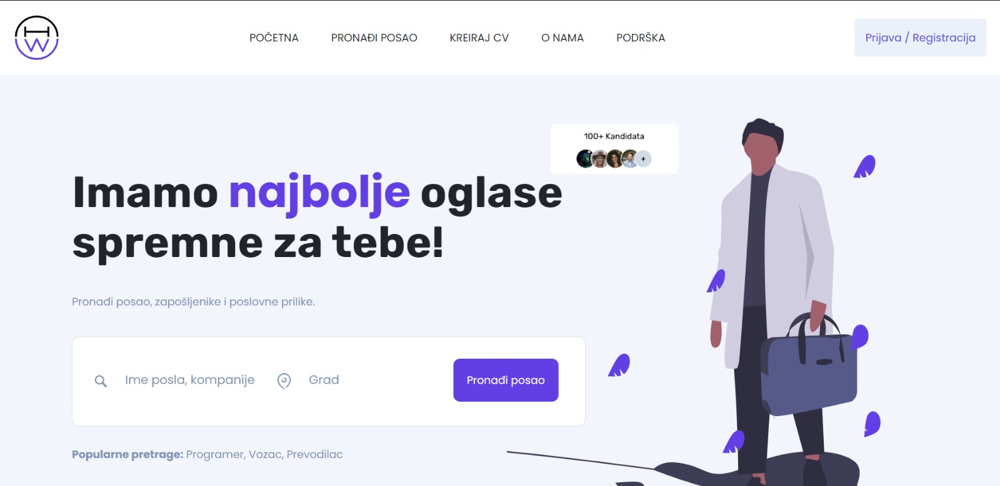 HW
POČETNA
PRONAĐI POSAO
KREIRAJ CV
O NAMA
PODRŠKA
Prijava / Registracija
100+ Kandidata
+
Imamo najbolje oglase
spremne za tebe!
Pronađi posao, zapošljenike i poslovne prilike.
Ime posla, kompanije
Grad
Pronađi posao
Popularne pretrage: Programer, Vozac, Prevodilac